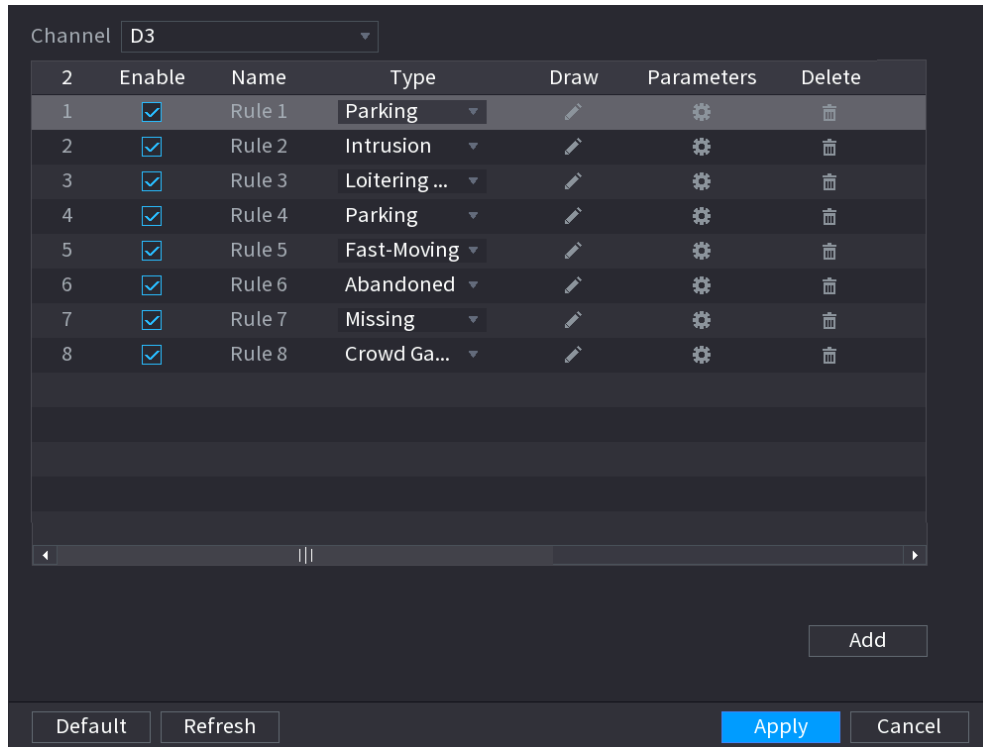 Channel D3
2 Enable Name Type Draw Parameters Delete
1 Rule 1 Parking
2 Rule 2 Intrusion
3 Rule 3 Loitering ...
4 Rule 4 Parking
5 Rule 5 Fast-Moving
6 Rule 6 Abandoned
7 Rule 7 Missing
8 Rule 8 Crowd Ga...
Add
Default Refresh Apply Cancel